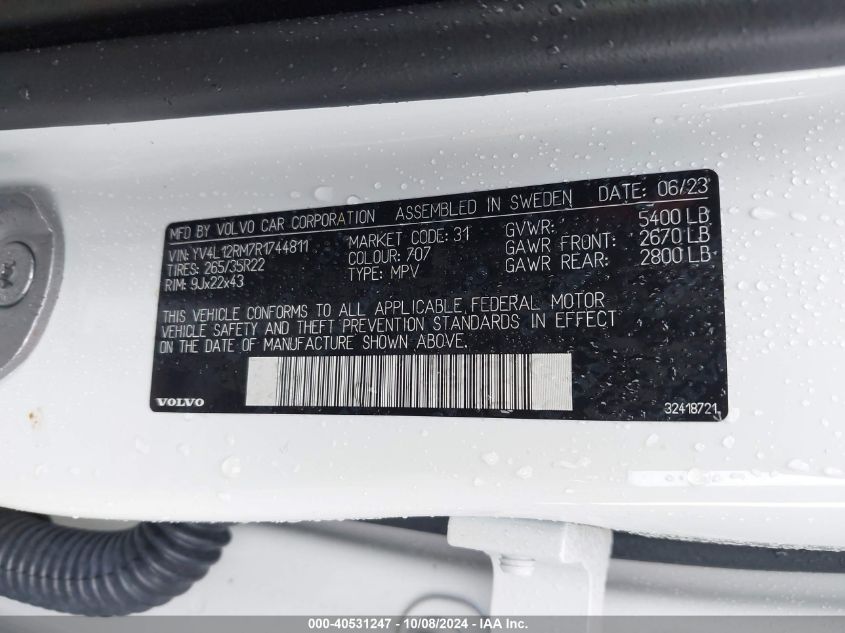 MFD BY VOLVO CAR CORPORATION ASSEMBLED IN SWEDEN DATE: 06/23
VIN: YV4L12RM7R1744811 MARKET CODE: 31 GVWR: 5400 LB
TIRES: 265/35R22 COLOUR: 707 GAWR FRONT: 2670 LB
RIM: 9Jx22x43 TYPE: MPV GAWR REAR: 2800 LB
THIS VEHICLE CONFORMS TO ALL APPLICABLE FEDERAL MOTOR
VEHICLE SAFETY AND THEFT PREVENTION STANDARDS IN EFFECT
ON THE DATE OF MANUFACTURE SHOWN ABOVE.
VOLVO 32418721
000-40531247 - 10/08/2024 - IAA Inc.